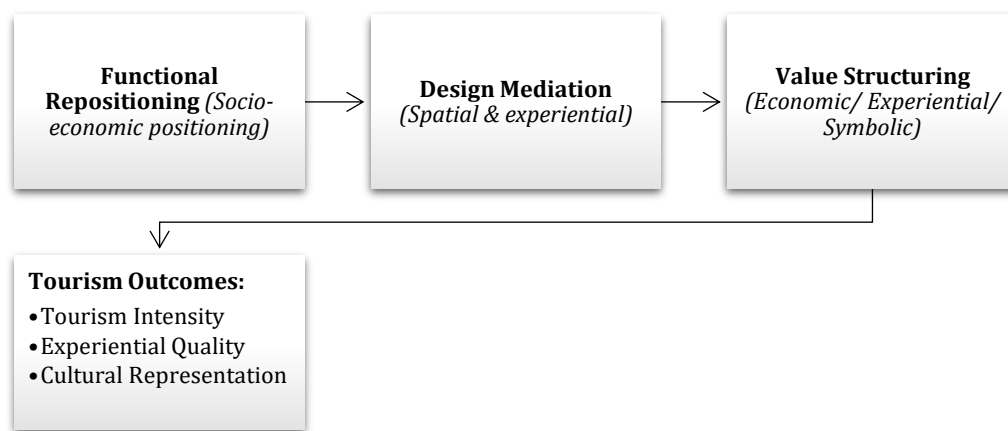 Functional
Repositioning (Socio-
economic positioning)
Design Mediation
(Spatial & experiential)
Value Structuring
(Economic/ Experiential/
Symbolic)
Tourism Outcomes:
•Tourism Intensity
•Experiential Quality
•Cultural Representation